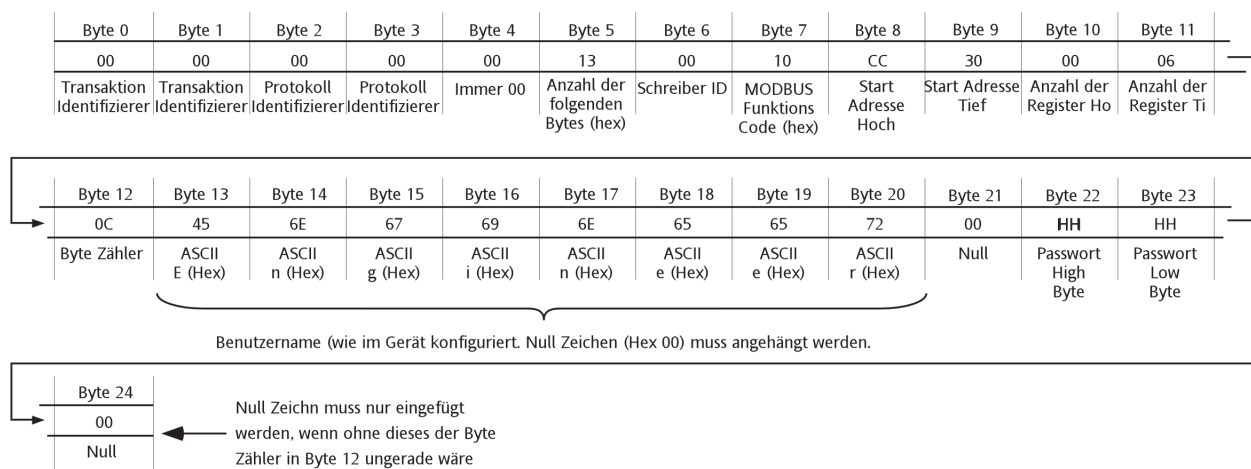 Byte 0 Byte 1 Byte 2 Byte 3 Byte 4 Byte 5 Byte 6 Byte 7 Byte 8 Byte 9 Byte 10 Byte 11
00 00 00 00 00 13 00 10 CC 30 00 06
Transaktion Transaktion Protokoll Protokoll Immer 00 Anzahl der Schreiber ID MODBUS Start Start Adresse Anzahl der Anzahl der
Identifizierer Identifizierer Identifizierer Identifizierer folgenden Funktions Adresse Tief Register Ho Register Ti
Bytes (hex) Code (hex) Hoch
Byte 12 Byte 13 Byte 14 Byte 15 Byte 16 Byte 17 Byte 18 Byte 19 Byte 20 Byte 21 Byte 22 Byte 23
0C 45 6E 67 69 6E 65 65 72 00 HH HH
Byte Zähler ASCII ASCII ASCII ASCII ASCII ASCII ASCII ASCII Null Passwort Passwort
E (Hex) n (Hex) g (Hex) i (Hex) n (Hex) e (Hex) e (Hex) r (Hex) High Low
Byte Byte
Benutzername (wie im Gerät konfiguriert. Null Zeichen (Hex 00) muss angehängt werden.
Byte 24
00
Null
Null Zeichn muss nur eingefügt
werden, wenn ohne dieses der Byte
Zähler in Byte 12 ungerade wäre